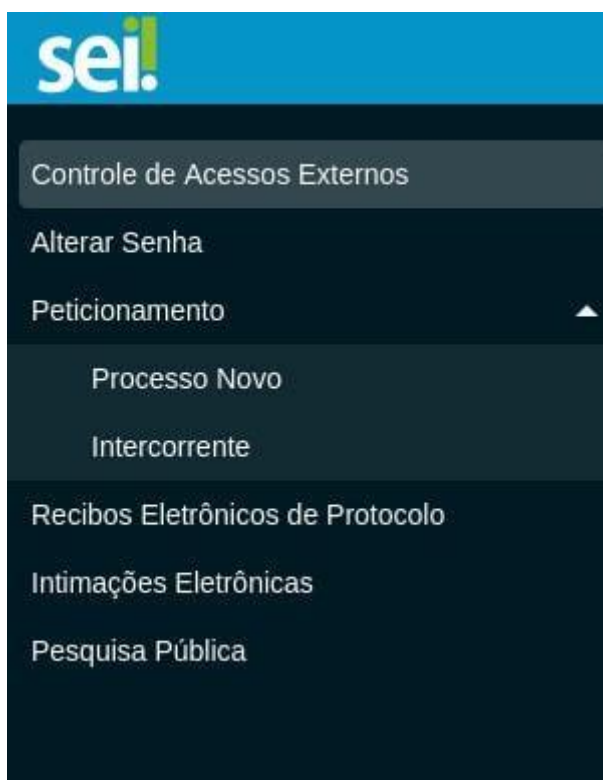 sei!
Controle de Acessos Externos
Alterar Senha
Peticionamento
Processo Novo
Intercorrente
Recibos Eletrônicos de Protocolo
Intimações Eletrônicas
Pesquisa Pública